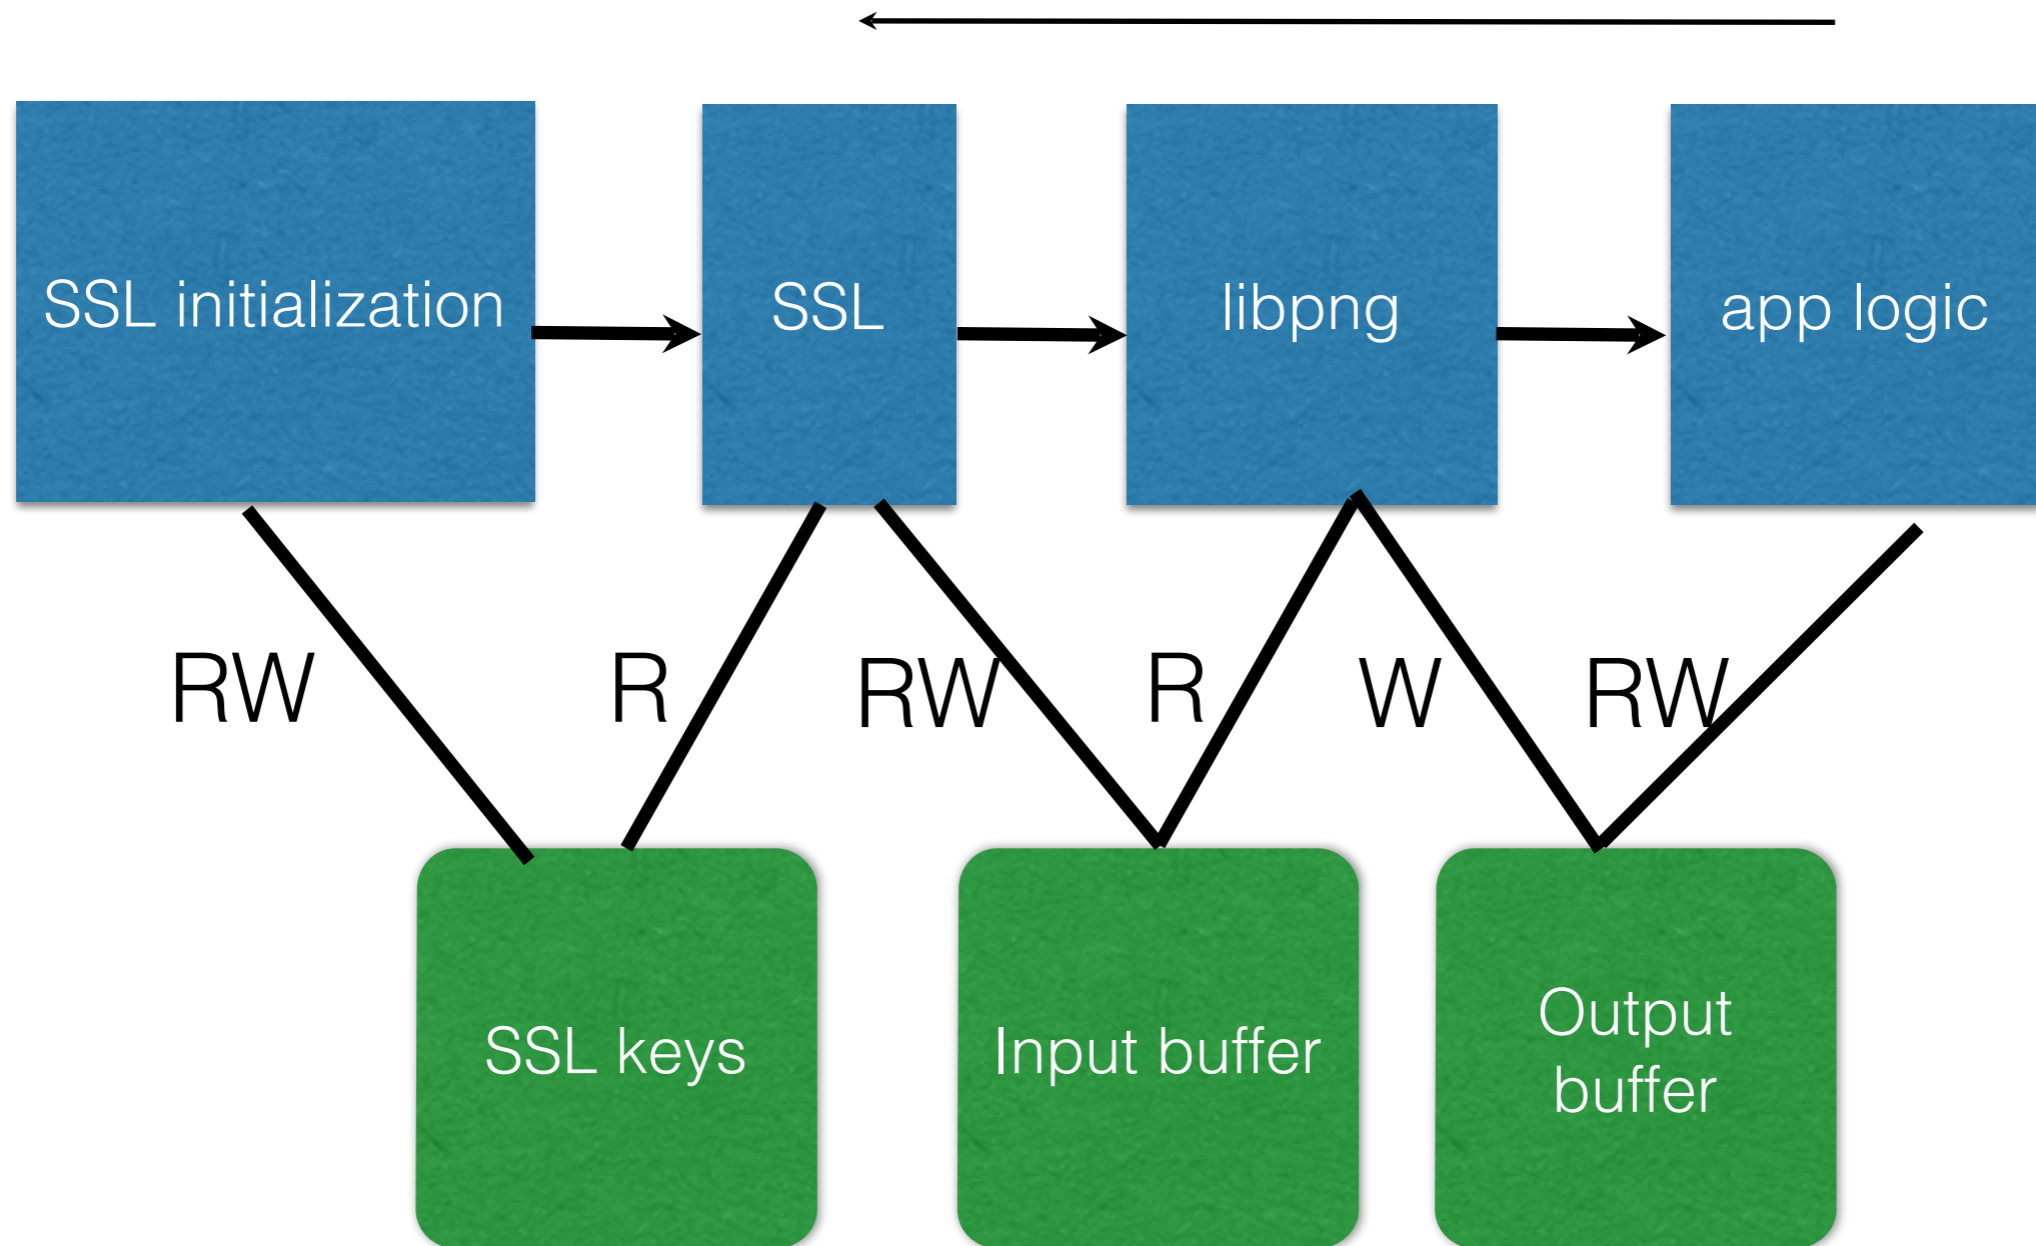 SSL initialization
SSL
libpng
app logic
RW
R
RW
R
W
RW
SSL keys
Input buffer
Output
buffer